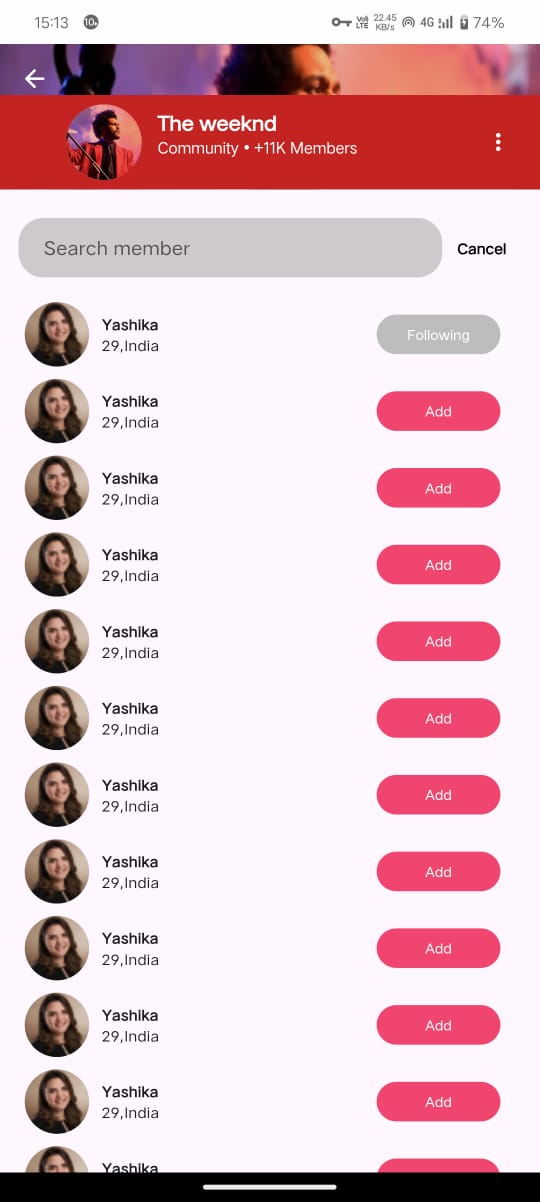 15:13 10+ Vo) LTE 22.45 KB/s 4G 74%
The weeknd
Community • +11K Members
Search member
Cancel
Yashika
29,India
Following
Yashika
29,India
Add
Yashika
29,India
Add
Yashika
29,India
Add
Yashika
29,India
Add
Yashika
29,India
Add
Yashika
29,India
Add
Yashika
29,India
Add
Yashika
29,India
Add
Yashika
29,India
Add
Yashika
29,India
Add
Yashika